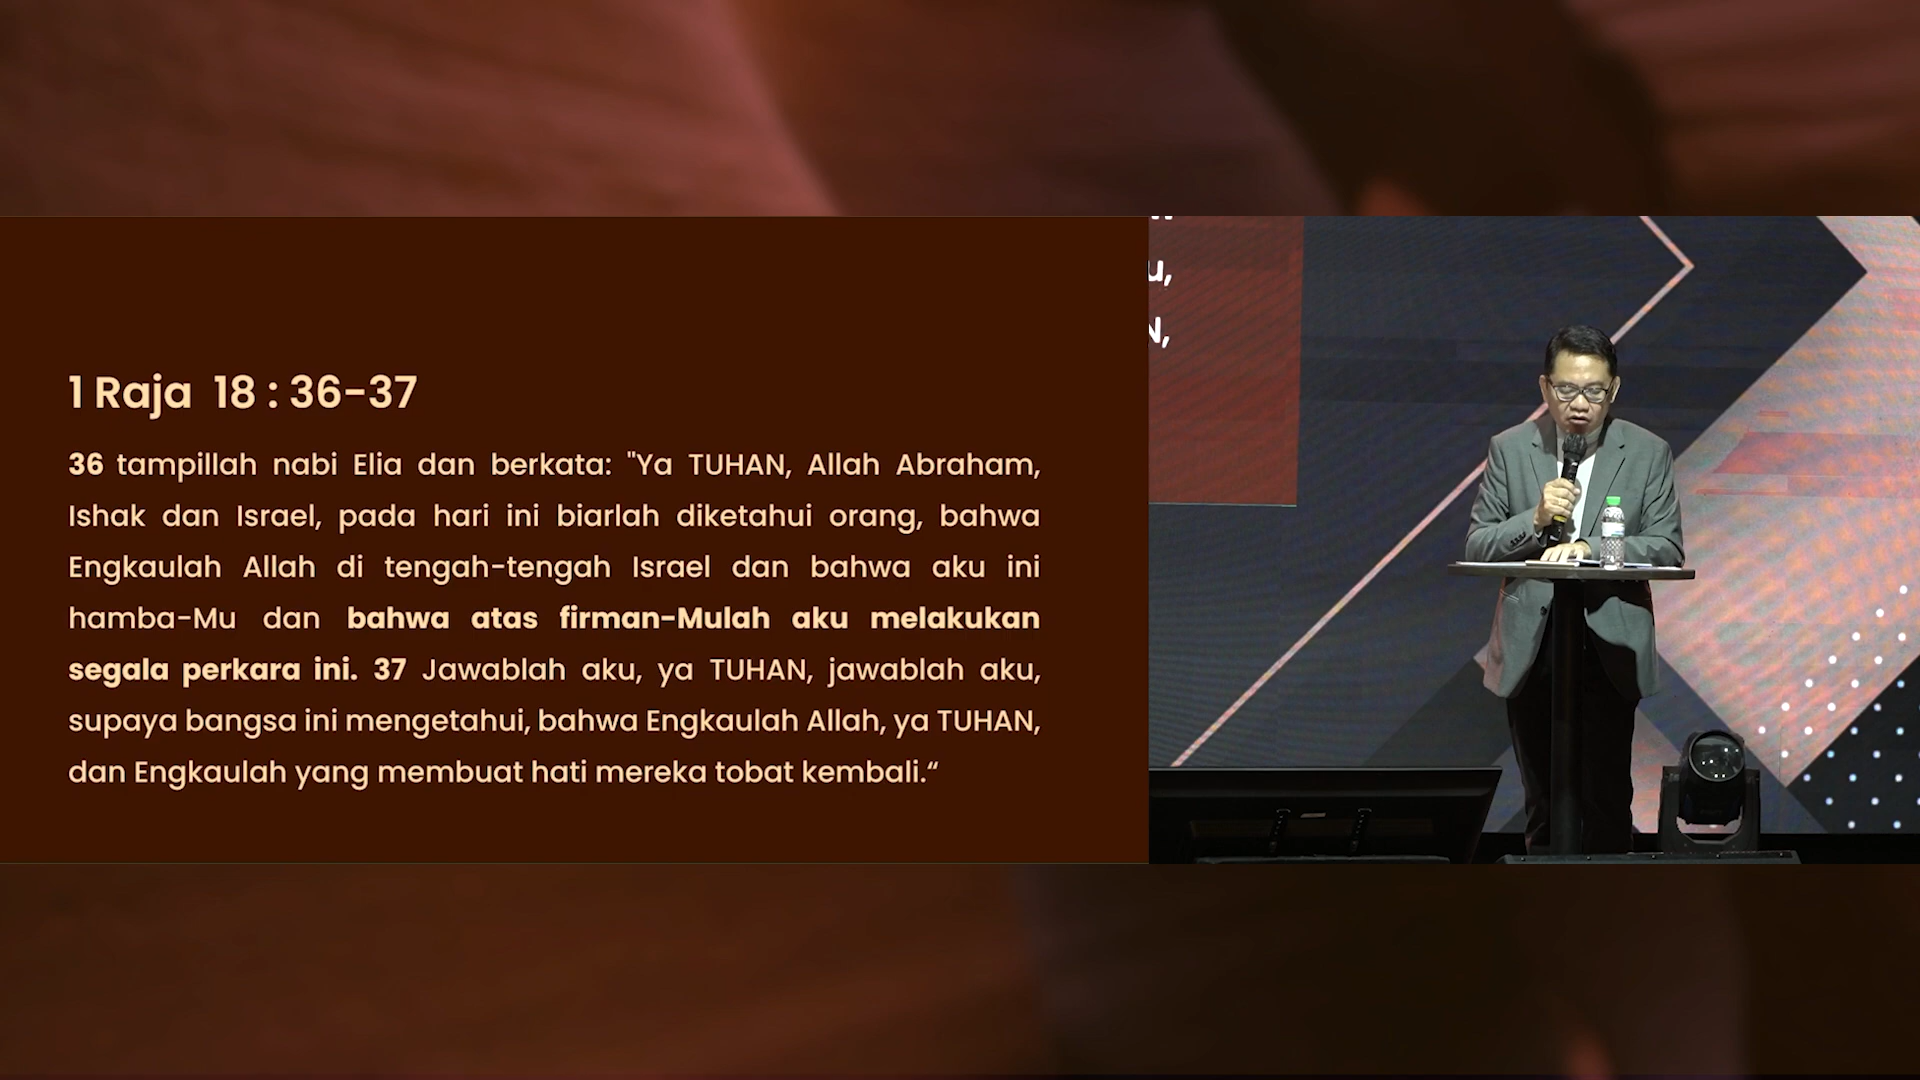 1 Raja 18 : 36-37
36 tampillah nabi Elia dan berkata: "Ya TUHAN, Allah Abraham,
Ishak dan Israel, pada hari ini biarlah diketahui orang, bahwa
Engkaulah Allah di tengah-tengah Israel dan bahwa aku ini
hamba-Mu dan bahwa atas firman-Mulah aku melakukan
segala perkara ini. 37 Jawablah aku, ya TUHAN, jawablah aku,
supaya bangsa ini mengetahui, bahwa Engkaulah Allah, ya TUHAN,
dan Engkaulah yang membuat hati mereka tobat kembali.“
u,
N,